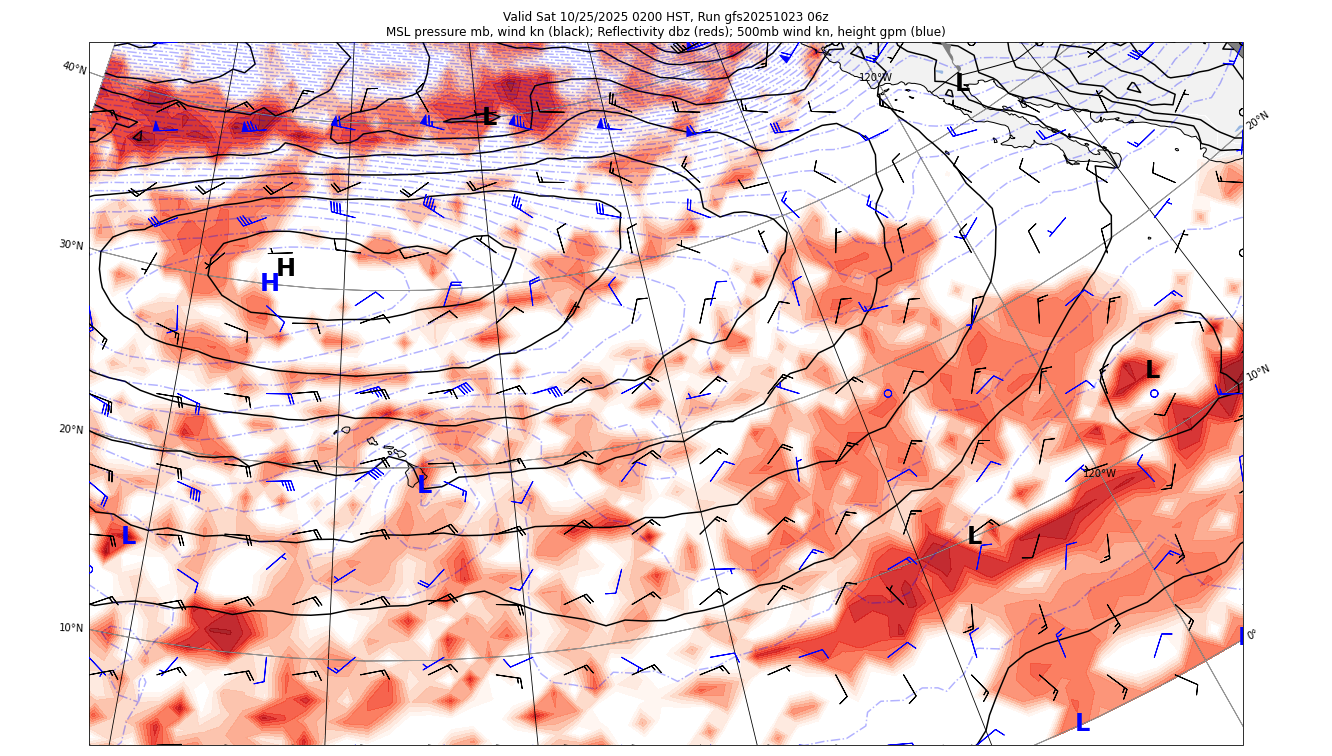 Valid Sat 10/25/2025 0200 HST, Run gfs20251023 06z
MSL pressure mb, wind kn (black); Reflectivity dbz (reds); 500mb wind kn, height gpm (blue)
40°N
120°W
L
L
20°N
30°N
H
H
L
10°N
20°N
L
120°W
L
L
10°N
0°
L